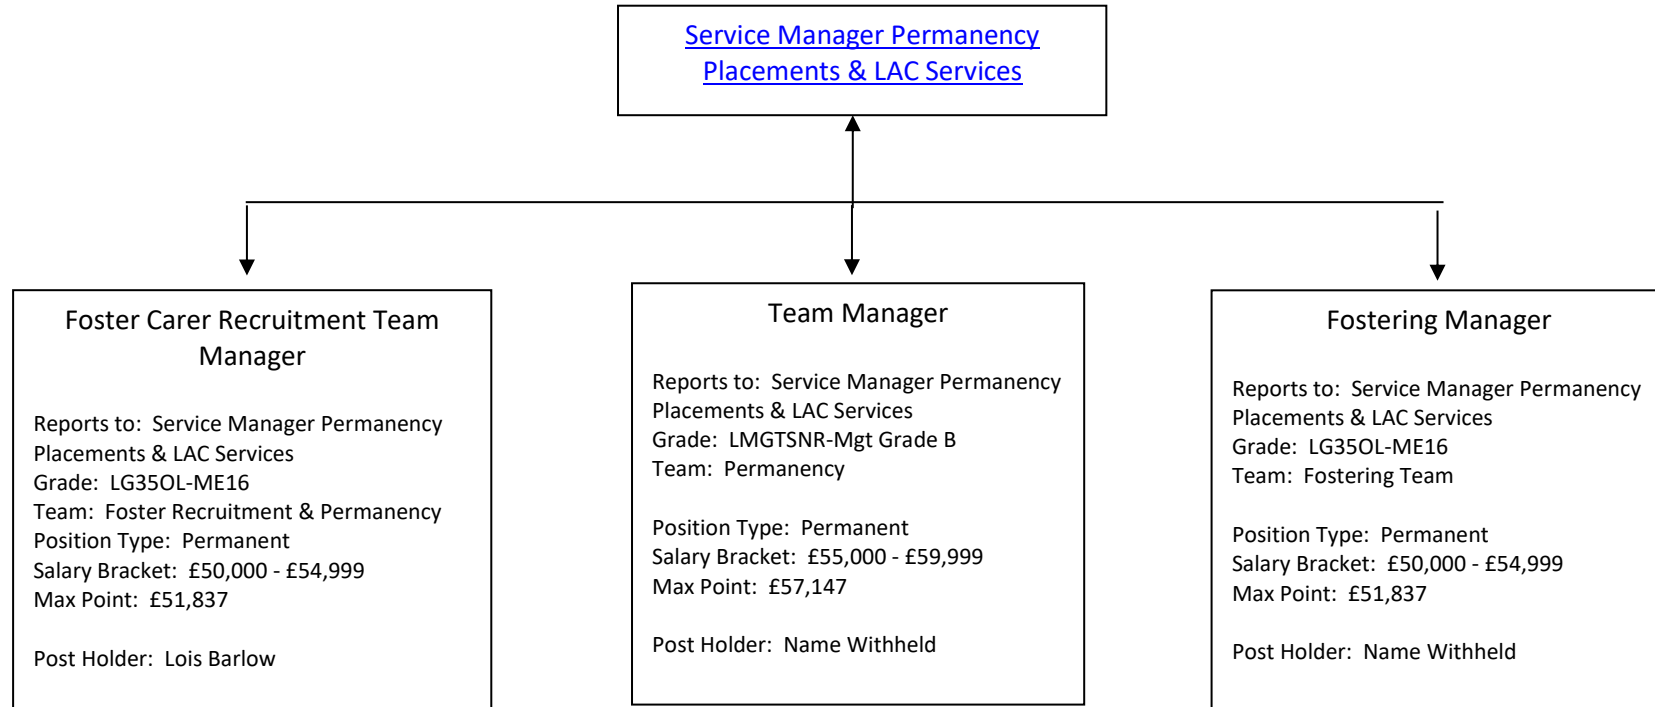 Service Manager Permanency
Placements & LAC Services
Foster Carer Recruitment Team
Manager
Reports to: Service Manager Permanency
Placements & LAC Services
Grade: LG35OL-ME16
Team: Foster Recruitment & Permanency
Position Type: Permanent
Salary Bracket: £50,000 - £54,999
Max Point: £51,837
Post Holder: Lois Barlow
Team Manager
Reports to: Service Manager Permanency
Placements & LAC Services
Grade: LMGTSNR-Mgt Grade B
Team: Permanency
Position Type: Permanent
Salary Bracket: £55,000 - £59,999
Max Point: £57,147
Post Holder: Name Withheld
Fostering Manager
Reports to: Service Manager Permanency
Placements & LAC Services
Grade: LG35OL-ME16
Team: Fostering Team
Position Type: Permanent
Salary Bracket: £50,000 - £54,999
Max Point: £51,837
Post Holder: Name Withheld